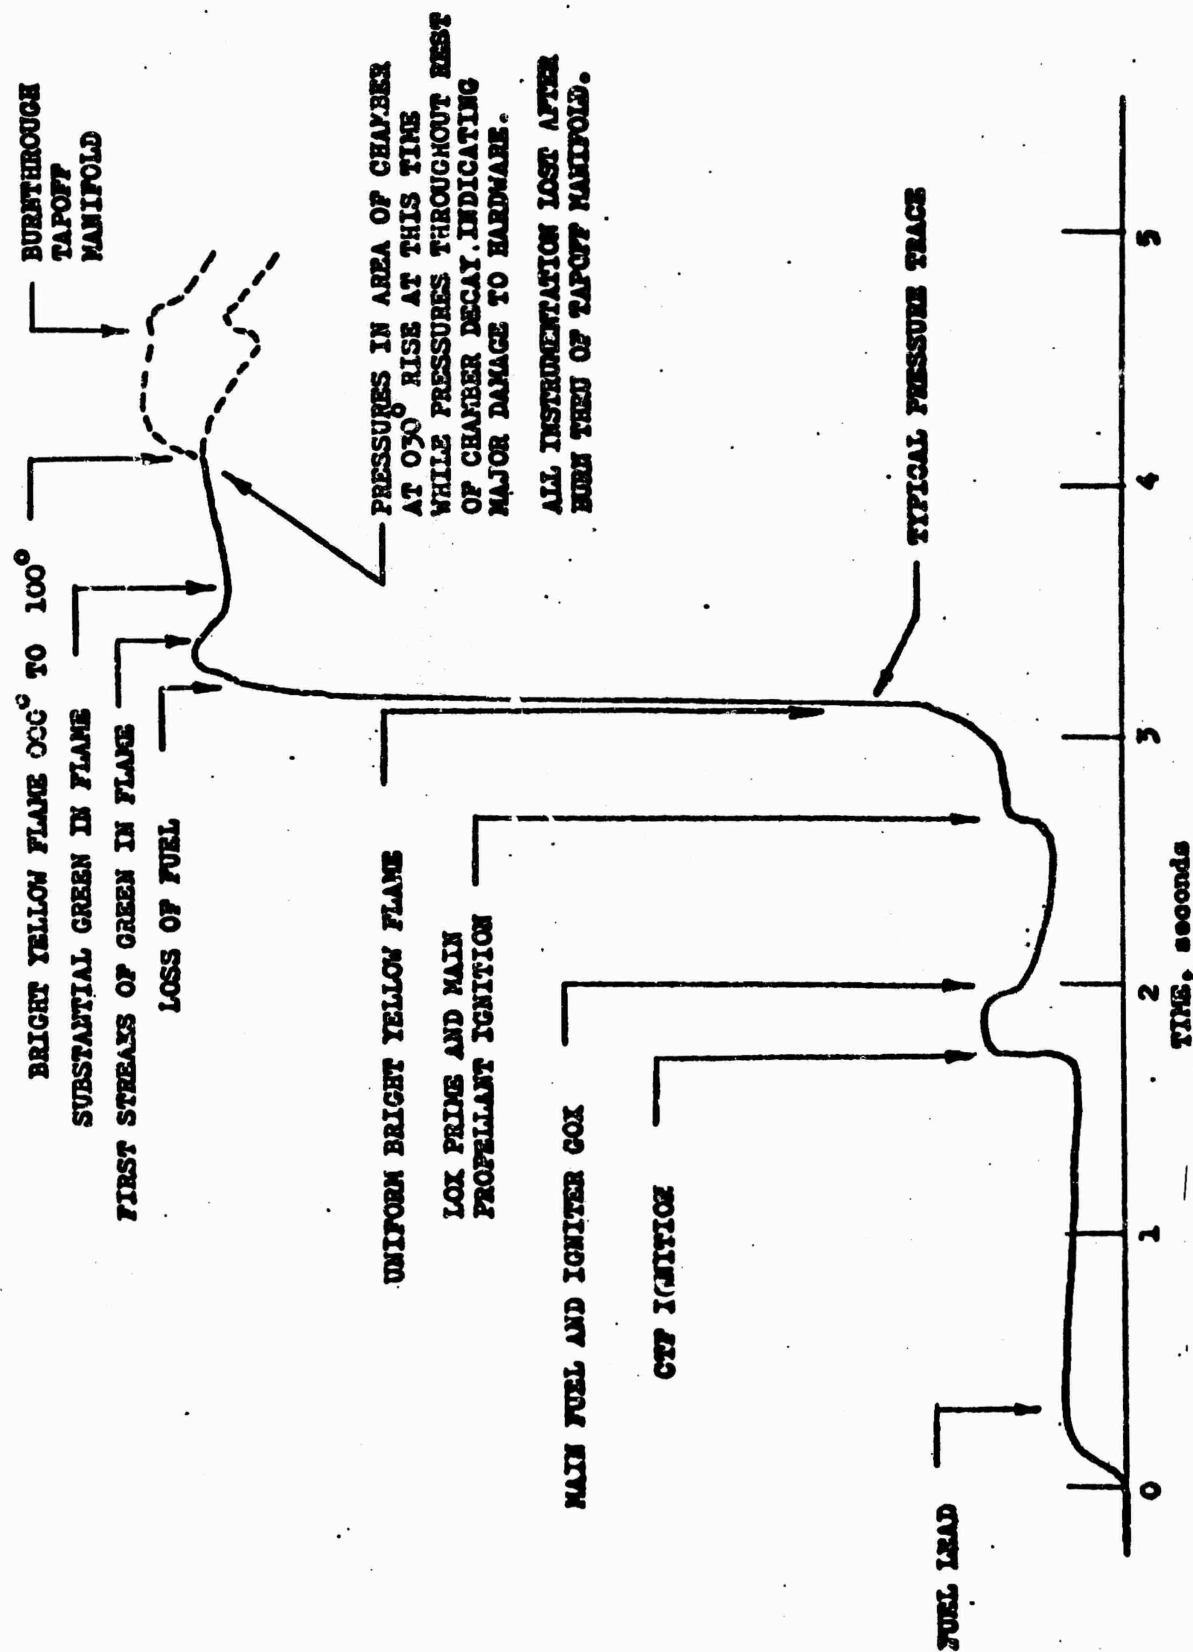 BURNTHROUGH
TAPOFF
MANIFOLD
BRIGHT YELLOW FLAME 000° TO 100°
SUBSTANTIAL GREEN IN FLAME
FIRST STREAKS OF GREEN IN FLAME
LOSS OF FUEL
PRESSURES IN AREA OF CHAMBER
AT 030° RISE AT THIS TIME
WHILE PRESSURES THROUGHOUT REST
OF CHAMBER DECAY.INDICATING
MAJOR DAMAGE TO HARDWARE.
ALL INSTRUMENTATION LOST AFTER
BURN THRU OF TAPOFF MANIFOLD.
UNIFORM BRIGHT YELLOW FLAME
LOX PRIME AND MAIN
PROPELLANT IGNITION
MAIN FUEL AND IGNITER GOX
CTF IGNITION
TYPICAL PRESSURE TRACE
FUEL LEAD
0 1 2 3 4 5
TIME, seconds